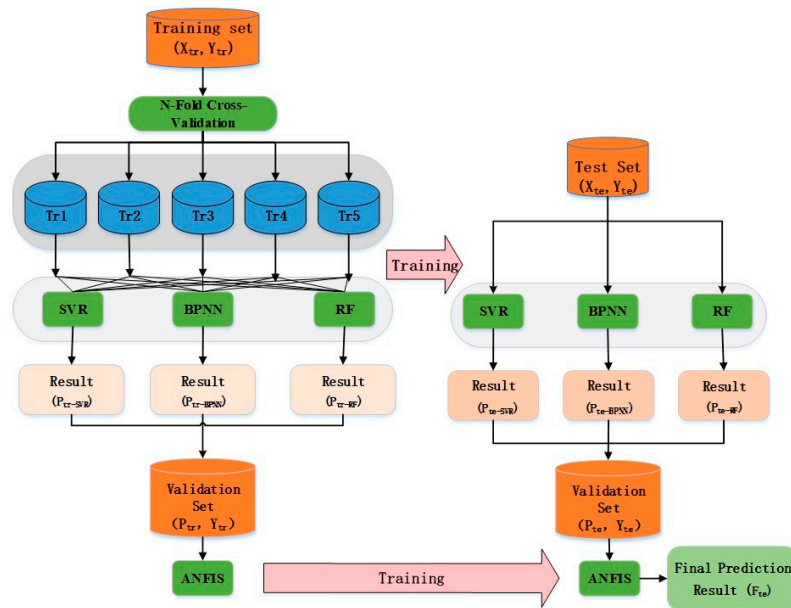 Training set
(Xtr, Ytr)
N-Fold Cross-
Validation
Tr1
Tr2
Tr3
Tr4
Tr5
SVR
BPNN
RF
Result
(Ptr-SVR)
Result
(Ptr-BPNN)
Result
(Ptr-RF)
Validation
Set
(Ptr, Ytr)
ANFIS
Training
Training
Test Set
(Xte, Yte)
SVR
BPNN
RF
Result
(Pte-SVR)
Result
(Pte-BPNN)
Result
(Pte-RF)
Validation
Set
(Pte, Yte)
ANFIS
Final Prediction
Result (Fte)